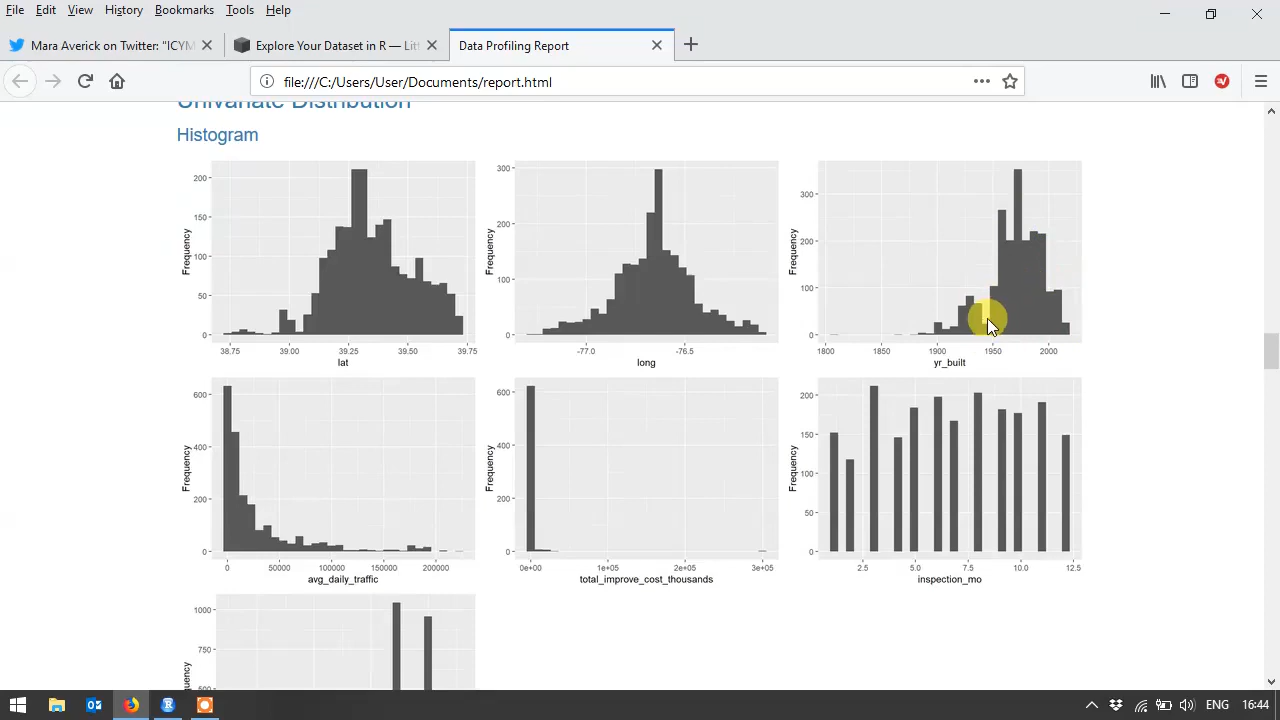 File Edit View History Bookmarks Tools Help
Mara Averick on Twitter: "ICYM
Explore Your Dataset in R — Litt
Data Profiling Report
file:///C:/Users/User/Documents/report.html
Univariate Distribution
Histogram
200
150
100
50
0
Frequency
38.75 39.00 39.25 39.50 39.75
lat
300
200
100
0
Frequency
-77.0 -76.5
long
300
200
100
0
Frequency
1800 1850 1900 1950 2000
yr_built
600
400
200
0
Frequency
0 50000 100000 150000 200000
avg_daily_traffic
600
400
200
0
Frequency
0e+00 1e+05 2e+05 3e+05
total_improve_cost_thousands
200
150
100
50
0
Frequency
2.5 5.0 7.5 10.0 12.5
inspection_mo
1000
750
500
quency
ENG 16:44